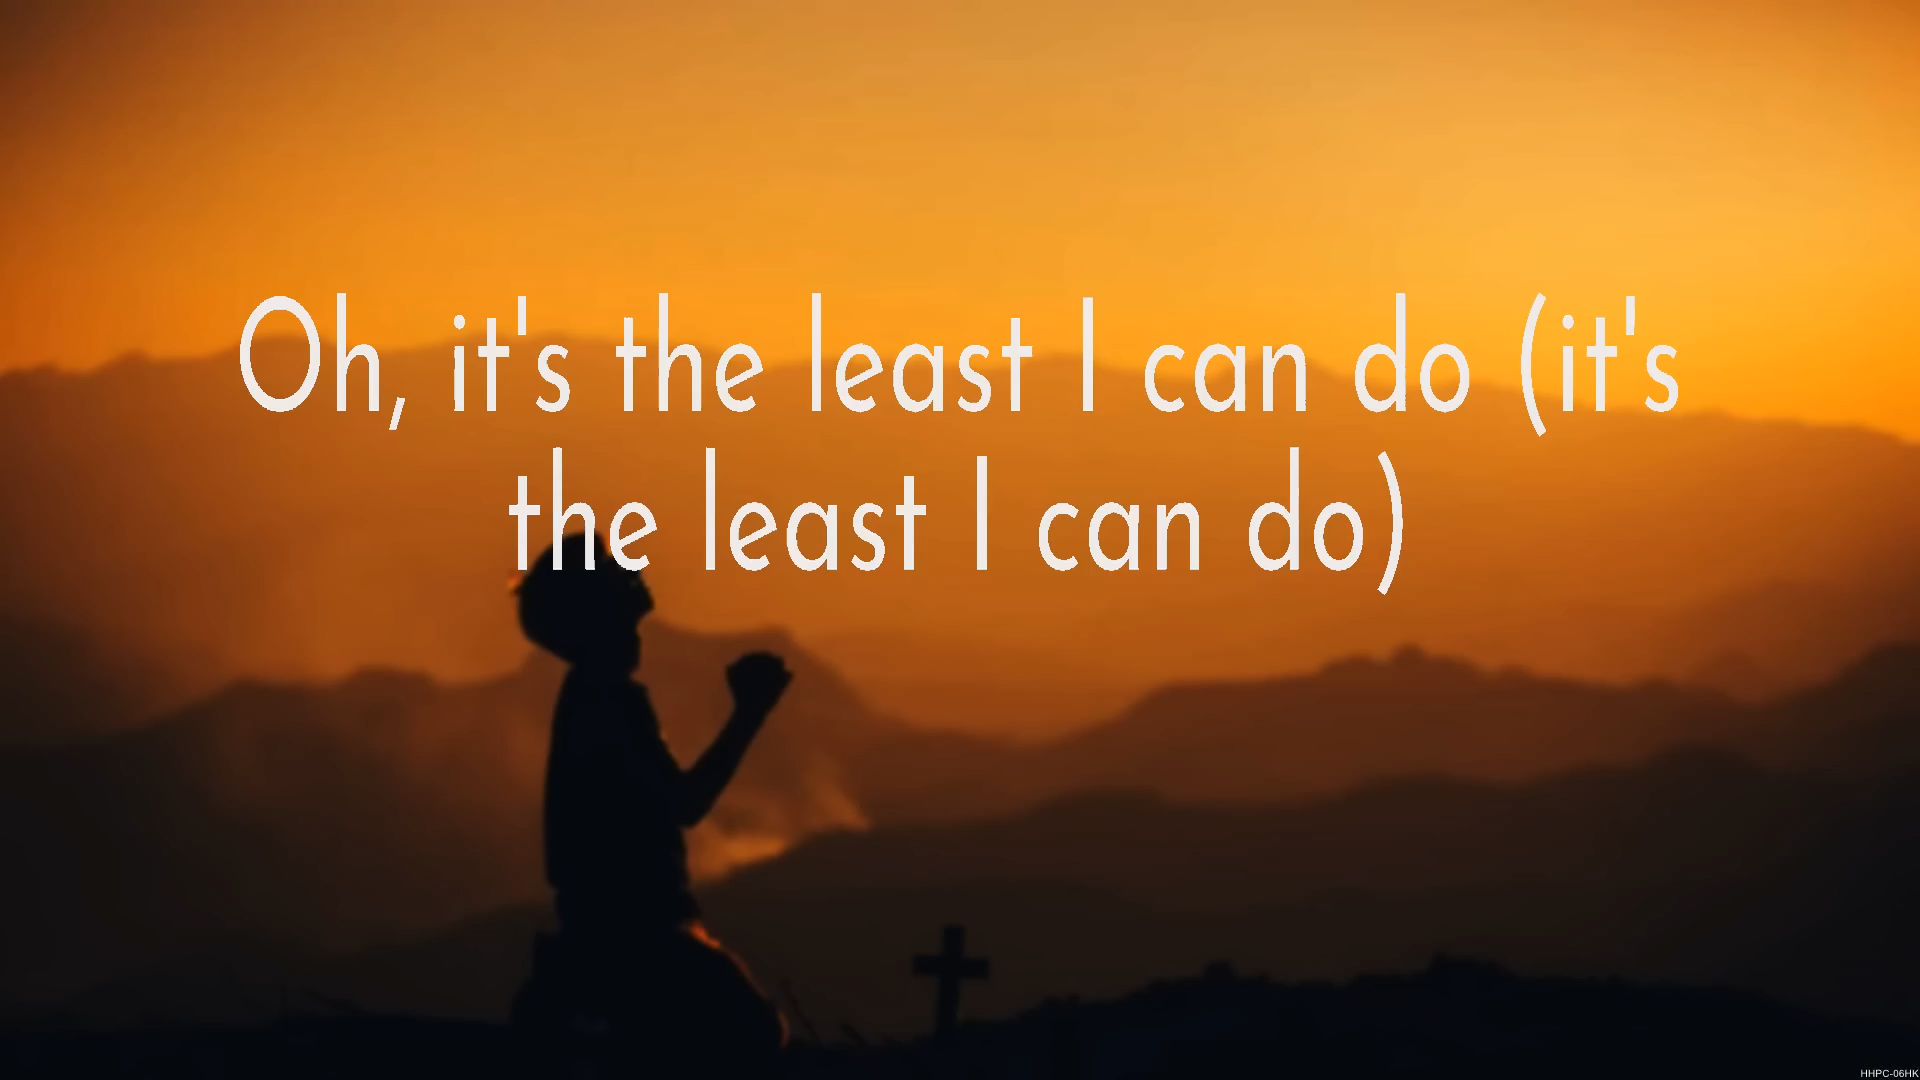 Oh, it's the least I can do (it's
the least I can do)
HHPC-06HK